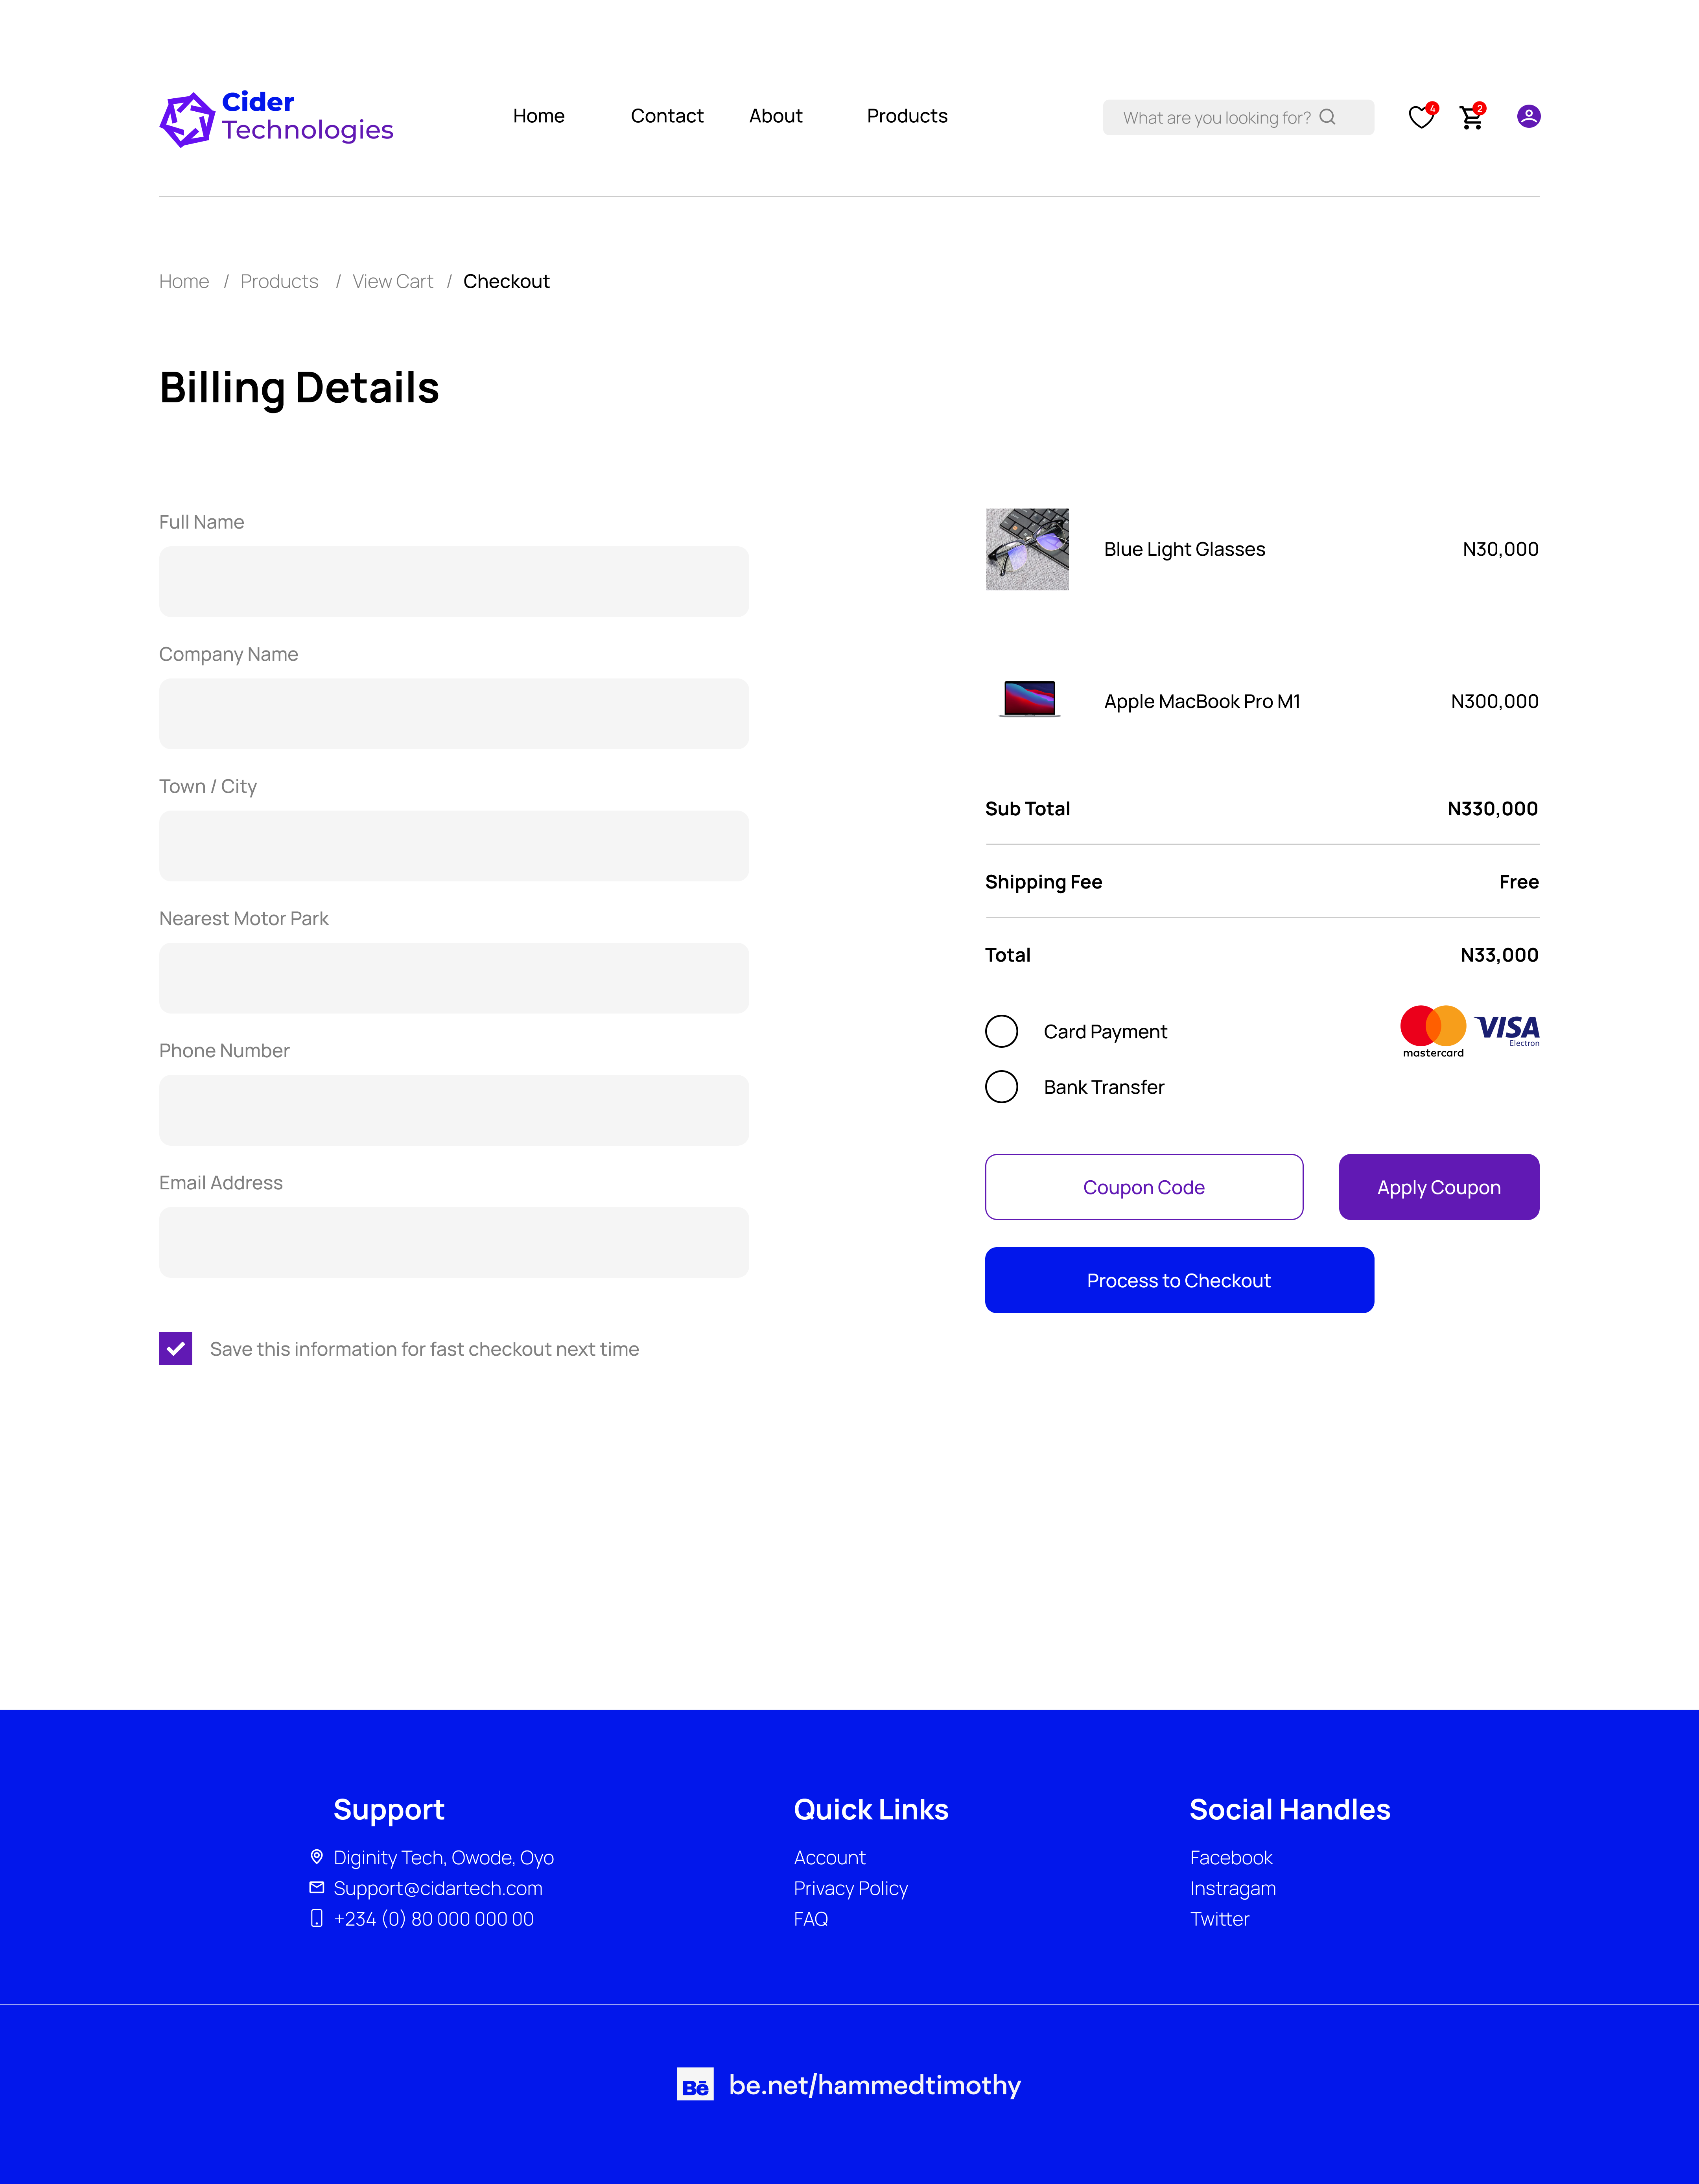 Cider
Technologies
Home Contact About Products
What are you looking for?
4
2
Home / Products / View Cart / Checkout
Billing Details
Full Name
Company Name
Town / City
Nearest Motor Park
Phone Number
Email Address
Save this information for fast checkout next time
Blue Light Glasses N30,000
Apple MacBook Pro M1 N300,000
Sub Total N330,000
Shipping Fee Free
Total N33,000
Card Payment
mastercard
VISA
Electron
Bank Transfer
Coupon Code
Apply Coupon
Process to Checkout
Support
Diginity Tech, Owode, Oyo
Support@cidartech.com
+234 (0) 80 000 000 00
Quick Links
Account
Privacy Policy
FAQ
Social Handles
Facebook
Instragam
Twitter
Bē be.net/hammedtimothy